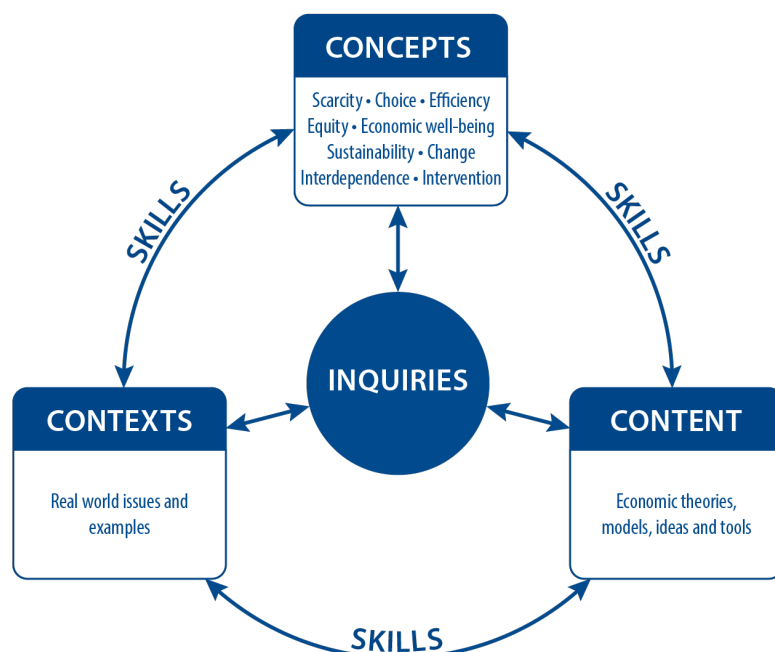 CONCEPTS
Scarcity • Choice • Efficiency
Equity • Economic well-being
Sustainability • Change
Interdependence • Intervention
SKILLS
SKILLS
INQUIRIES
CONTEXTS
Real world issues and
examples
CONTENT
Economic theories,
models, ideas and tools
SKILLS